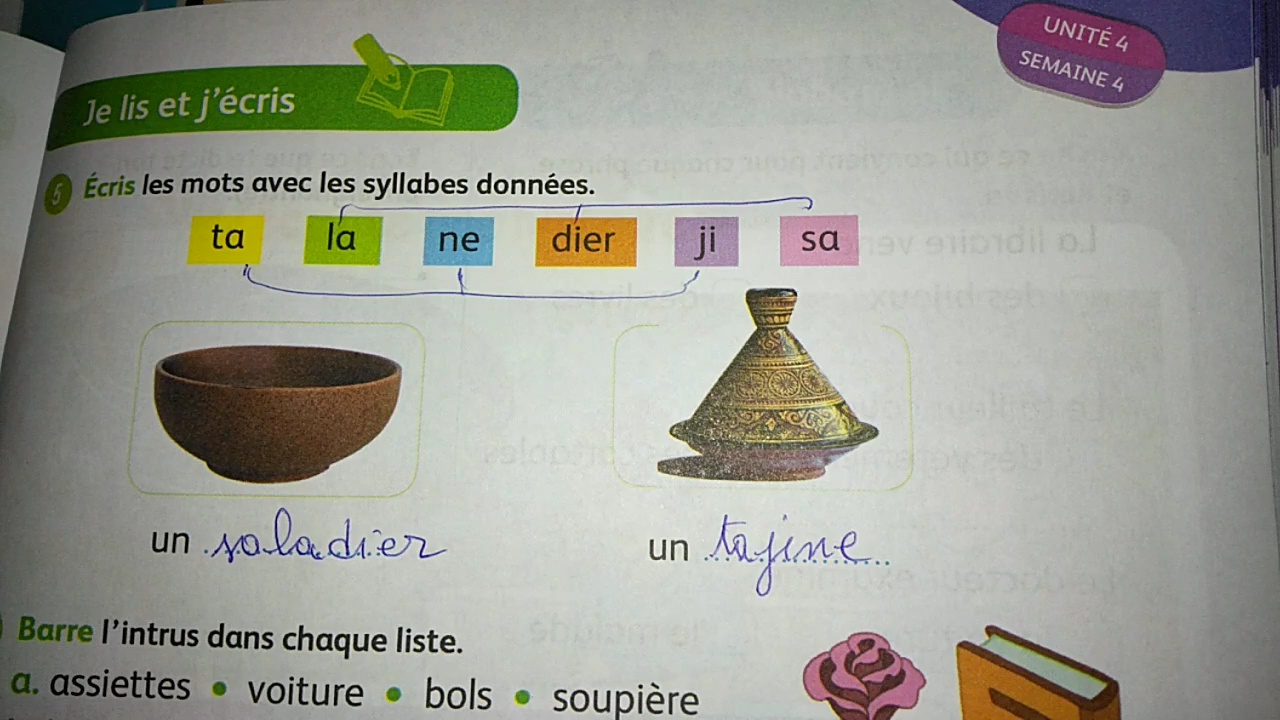 UNITÉ 4
SEMAINE 4
Je lis et j'écris
5 Écris les mots avec les syllabes données.
ta la ne dier ji sa
un saladier
un tajine
Barre l'intrus dans chaque liste.
a. assiettes • voiture • bols • soupière